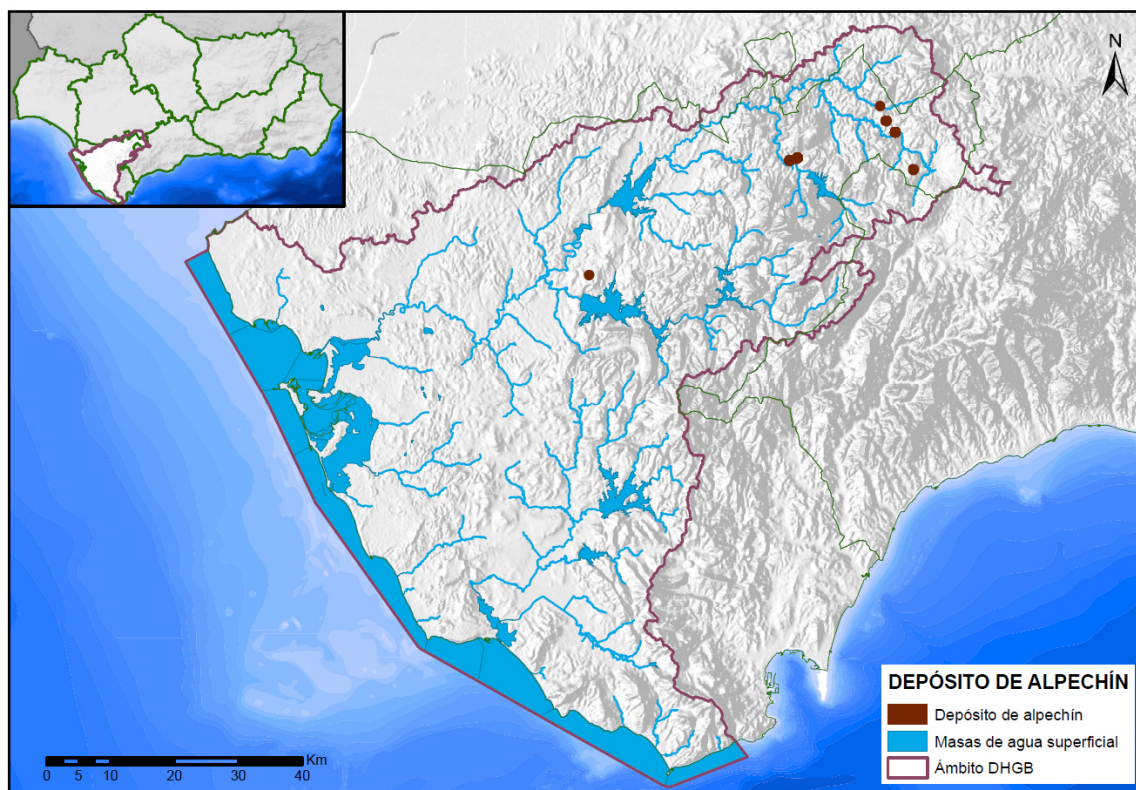 N
DEPÓSITO DE ALPECHÍN
Depósito de alpechín
Masas de agua superficial
Ámbito DHGB
Km
0 5 10 20 30 40